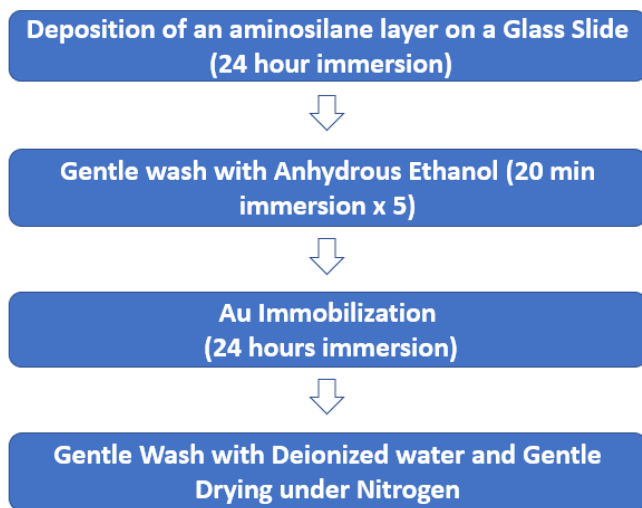 Deposition of an aminosilane layer on a Glass Slide
(24 hour immersion)
Gentle wash with Anhydrous Ethanol (20 min
immersion x 5)
Au Immobilization
(24 hours immersion)
Gentle Wash with Deionized water and Gentle
Drying under Nitrogen